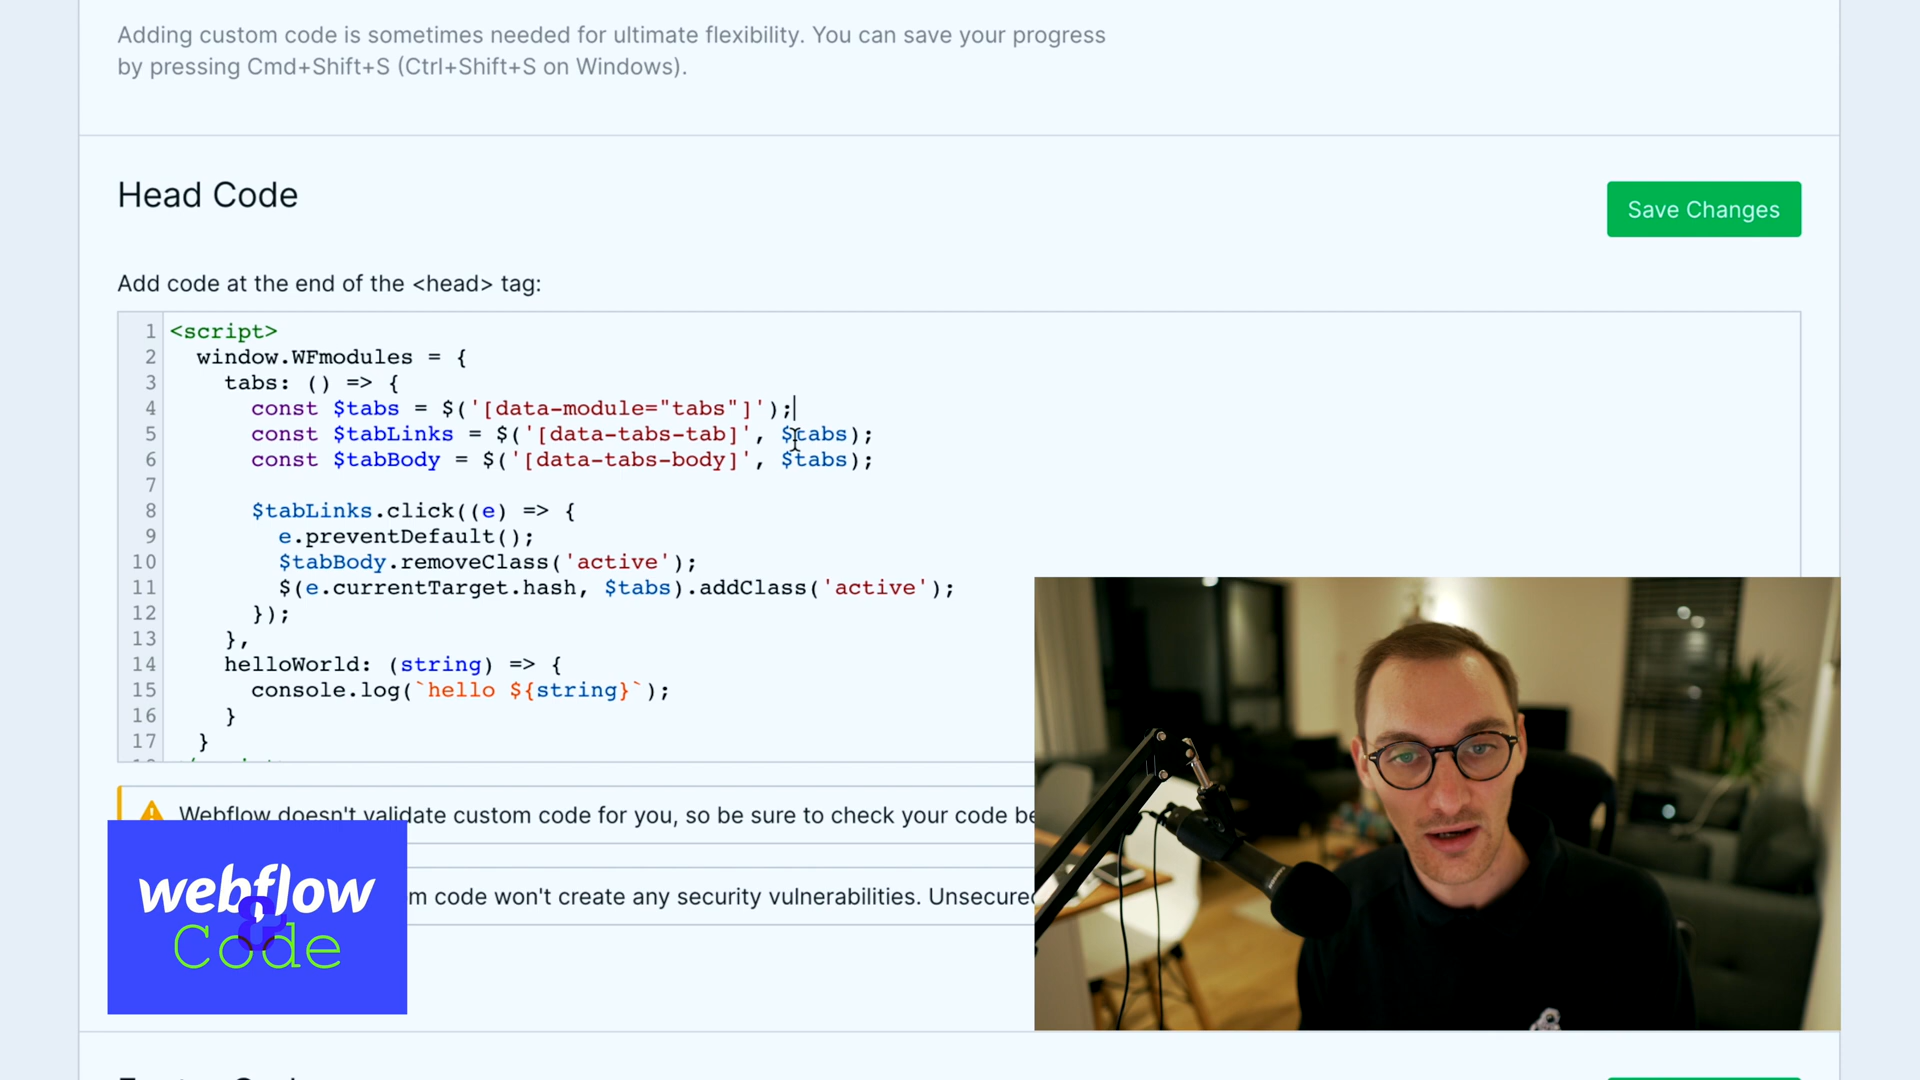 Adding custom code is sometimes needed for ultimate flexibility. You can save your progress
by pressing Cmd+Shift+S (Ctrl+Shift+S on Windows).
Head Code
Save Changes
Add code at the end of the <head> tag:
1 <script>
2 window.WFmodules = {
3 tabs: () => {
4 const $tabs = $('[data-module="tabs"]');
5 const $tabLinks = $('[data-tabs-tab]', $tabs);
6 const $tabBody = $('[data-tabs-body]', $tabs);
7
8 $tabLinks.click((e) => {
9 e.preventDefault();
10 $tabBody.removeClass('active');
11 $(e.currentTarget.hash, $tabs).addClass('active');
12 });
13 },
14 helloWorld: (string) => {
15 console.log(`hello ${string}`);
16 }
17 }
Webflow doesn't validate custom code for you, so be sure to check your code
code won't create any security vulnerabilities. Unsecured
webflow
&
Code